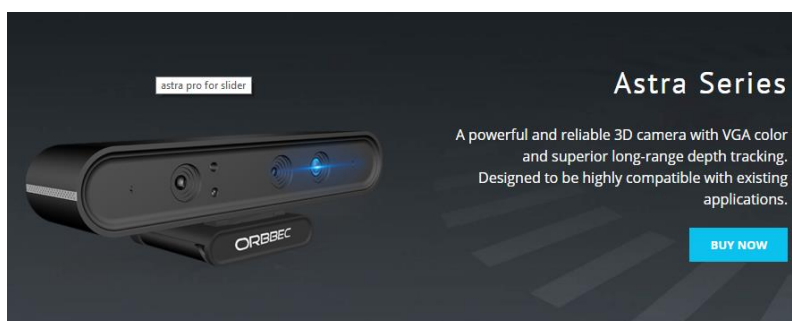 astra pro for slider
Astra Series
A powerful and reliable 3D camera with VGA color
and superior long-range depth tracking.
Designed to be highly compatible with existing
applications.
ORBBEC
BUY NOW